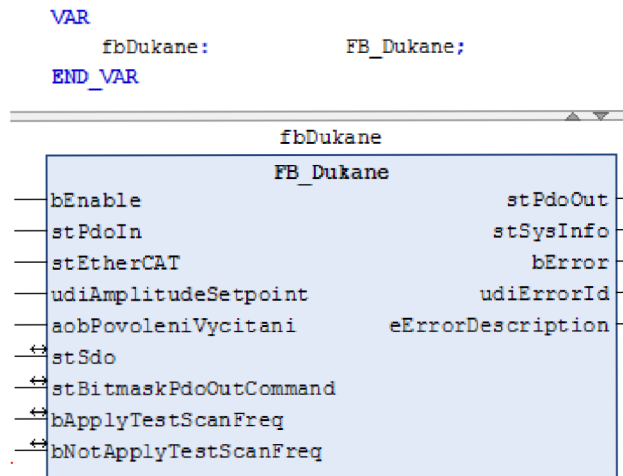 VAR
fbDukane: FB_Dukane;
END_VAR
fbDukane
FB_Dukane
bEnable stPdoOut
stPdoIn stSysInfo
stEtherCAT bError
udiAmplitudeSetpoint udiErrorId
aobPovoleniVycitani eErrorDescription
stSdo
stBitmaskPdoOutCommand
bApplyTestScanFreq
bNotApplyTestScanFreq